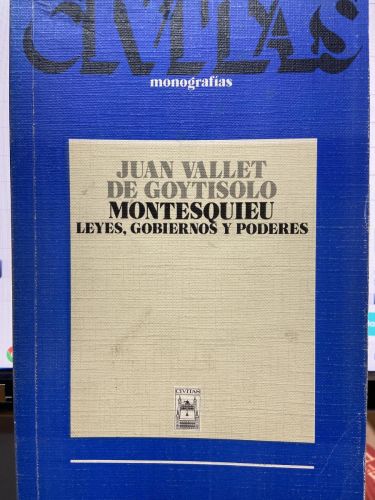 CIVITAS
monografías
JUAN VALLET
DE GOYTISOLO
MONTESQUIEU
LEYES, GOBIERNOS Y PODERES
CIVITAS